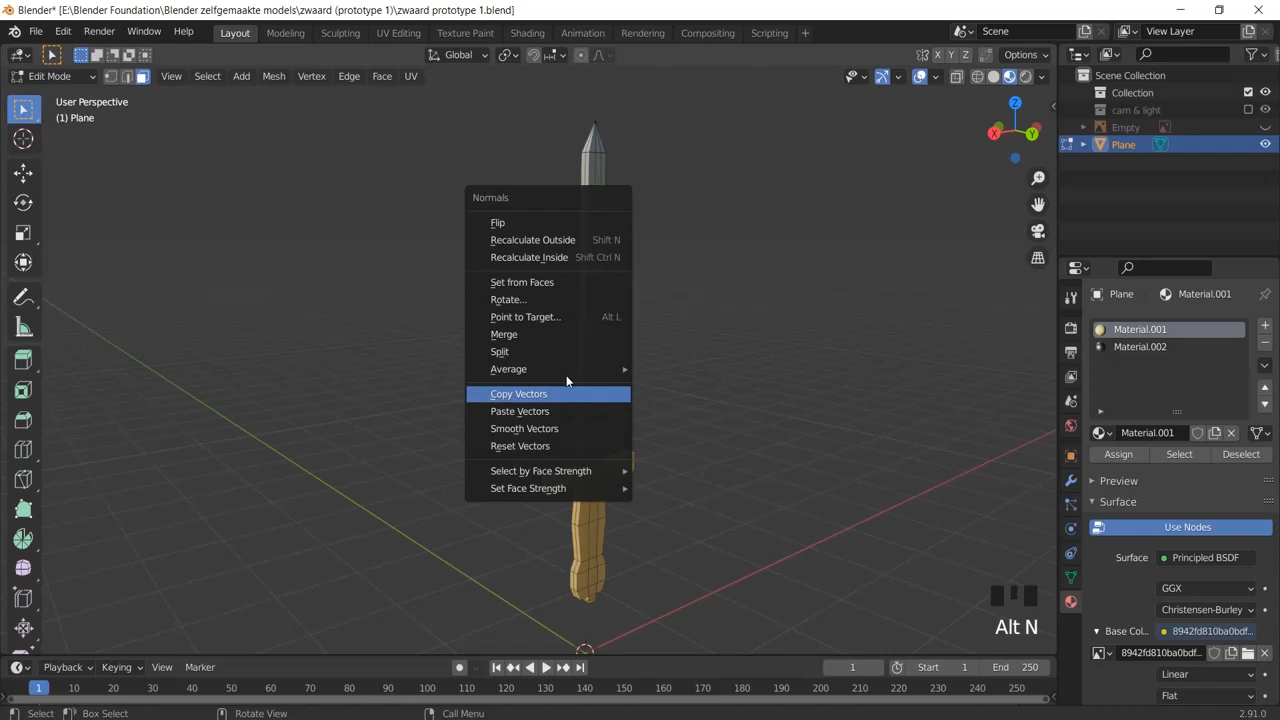 Blender* [E:\Blender Foundation\Blender zelfgemaakte models\zwaard (prototype 1)\zwaard prototype 1.blend]
File Edit Render Window Help Layout Modeling Sculpting UV Editing Texture Paint Shading Animation Rendering Compositing Scripting + Scene View Layer
Global X Y Z Options
Edit Mode View Select Add Mesh Vertex Edge Face UV
User Perspective
(1) Plane
Z
X Y
Scene Collection
Collection
cam & light
Empty
Plane
Normals
Flip
Recalculate Outside Shift N
Recalculate Inside Shift Ctrl N
Set from Faces
Rotate...
Point to Target... Alt L
Merge
Split
Average
Copy Vectors
Paste Vectors
Smooth Vectors
Reset Vectors
Select by Face Strength
Set Face Strength
Alt N
Plane Material.001
Material.001
Material.002
Material.001
Assign Select Deselect
Preview
Surface
Use Nodes
Surface Principled BSDF
GGX
Christensen-Burley
Base Col... 8942fd810ba0bdf...
8942fd810ba0bdf...
Linear
Flat
Playback Keying View Marker 1 Start 1 End 250
1 10 20 30 40 50 60 70 80 90 100 110 120 130 140 150 160 170 180 190 200 210 220 230 240 250
Select Box Select Rotate View Call Menu 2.91.0